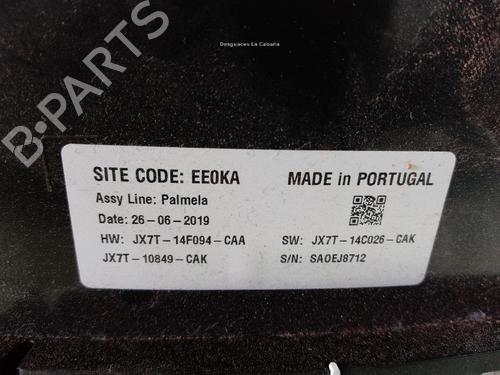 Desguaces La Cabaña
B-PARTS
SITE CODE: EE0KA
MADE in PORTUGAL
Assy Line: Palmela
Date: 26-06-2019
HW: JX7T-14F094-CAA
SW: JX7T-14C026-CAK
JX7T-10849-CAK
S/N: SA0EJ8712